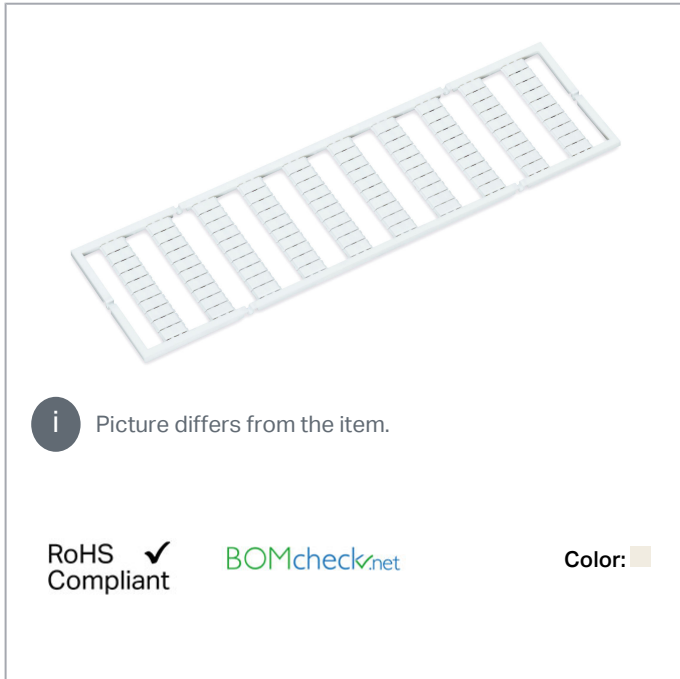 i Picture differs from the item.
RoHS ✓
Compliant
BOMcheck.net
Color: